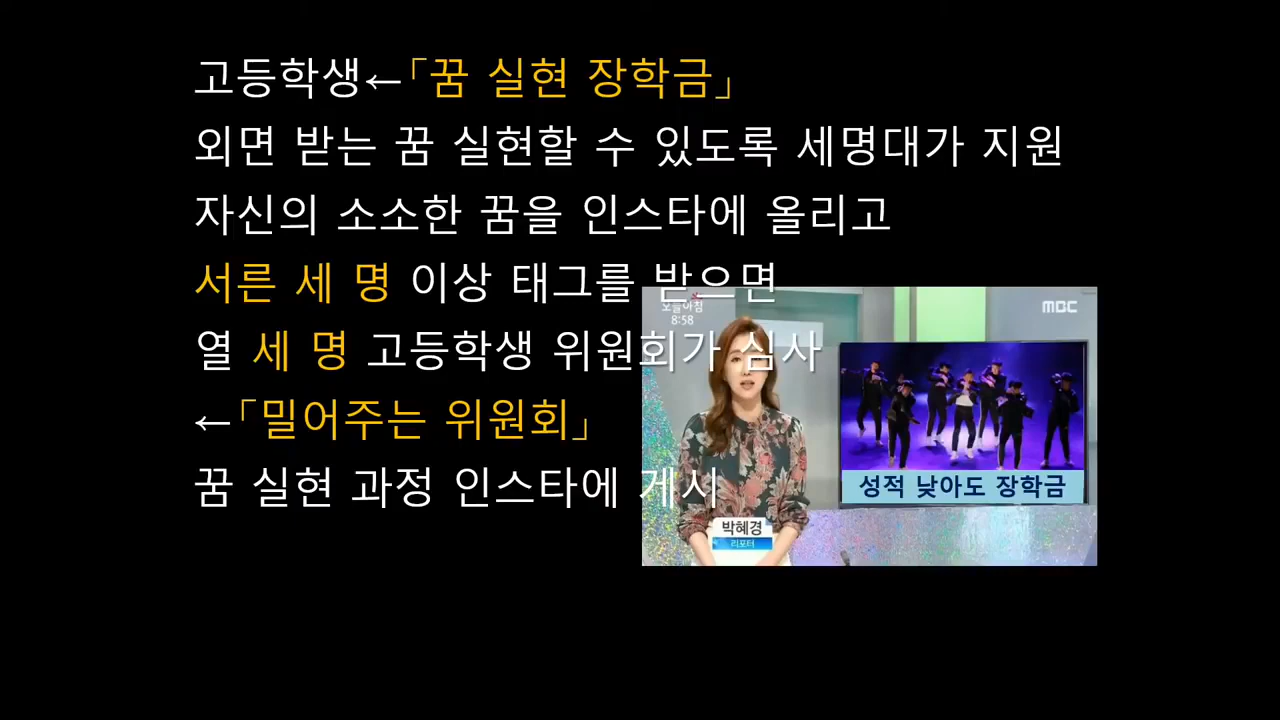 고등학생←「꿈 실현 장학금」
외면 받는 꿈 실현할 수 있도록 세명대가 지원
자신의 소소한 꿈을 인스타에 올리고
서른 세 명 이상 태그를 받으면
열 세 명 고등학생 위원회가 심사
←「밀어주는 위원회」
꿈 실현 과정 인스타에 게시
오늘아침
8:58
MBC
성적 낮아도 장학금
박혜경
리포터